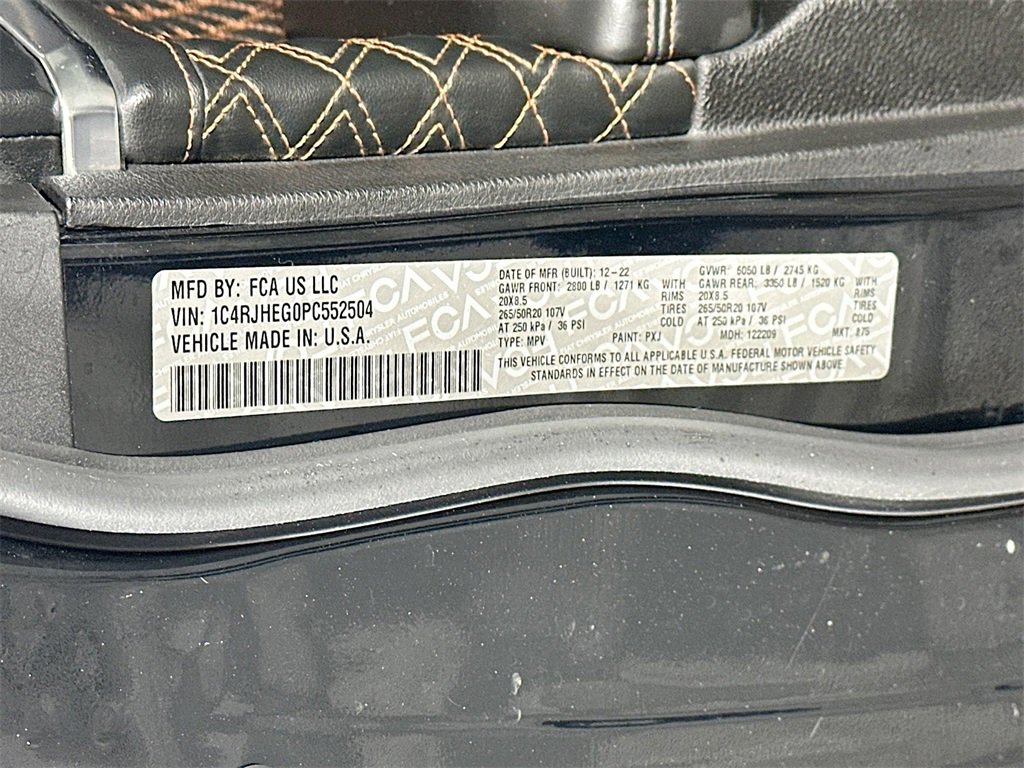 MFD BY: FCA US LLC
VIN: 1C4RJHEG0PC552504
VEHICLE MADE IN: U.S.A.
DATE OF MFR (BUILT): 12-22 GVWR: 6050 LB / 2745 KG
GAWR FRONT: 2800 LB / 1271 KG WITH GAWR REAR: 3350 LB / 1520 KG WITH
20X8.5 RIMS 20X8.5 RIMS
265/50R20 107V TIRES 265/50R20 107V TIRES
AT 250 kPa / 36 PSI COLD AT 250 kPa / 36 PSI COLD
TYPE: MPV PAINT: PXJ MDH: 122209 MXT: 875
THIS VEHICLE CONFORMS TO ALL APPLICABLE U.S.A. FEDERAL MOTOR VEHICLE SAFETY
STANDARDS IN EFFECT ON THE DATE OF MANUFACTURE SHOWN ABOVE